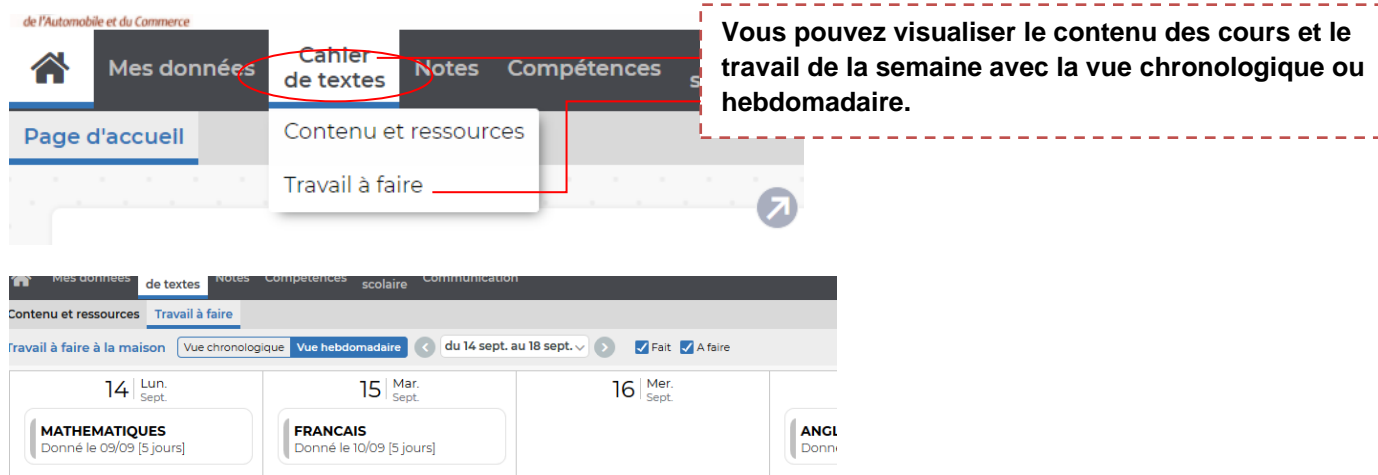 de l'Automobile et du Commerce
Vous pouvez visualiser le contenu des cours et le
travail de la semaine avec la vue chronologique ou
hebdomadaire.
Mes données Cahier de textes Notes Compétences s
Page d'accueil
Contenu et ressources
Travail à faire
Mes données de textes Notes Compétences scolaire Communication
Contenu et ressources Travail à faire
Travail à faire à la maison Vue chronologique Vue hebdomadaire du 14 sept. au 18 sept. Fait A faire
14 Lun. Sept. 15 Mar. Sept. 16 Mer. Sept.
MATHEMATIQUES FRANCAIS ANGL
Donné le 09/09 [5 jours] Donné le 10/09 [5 jours] Donn